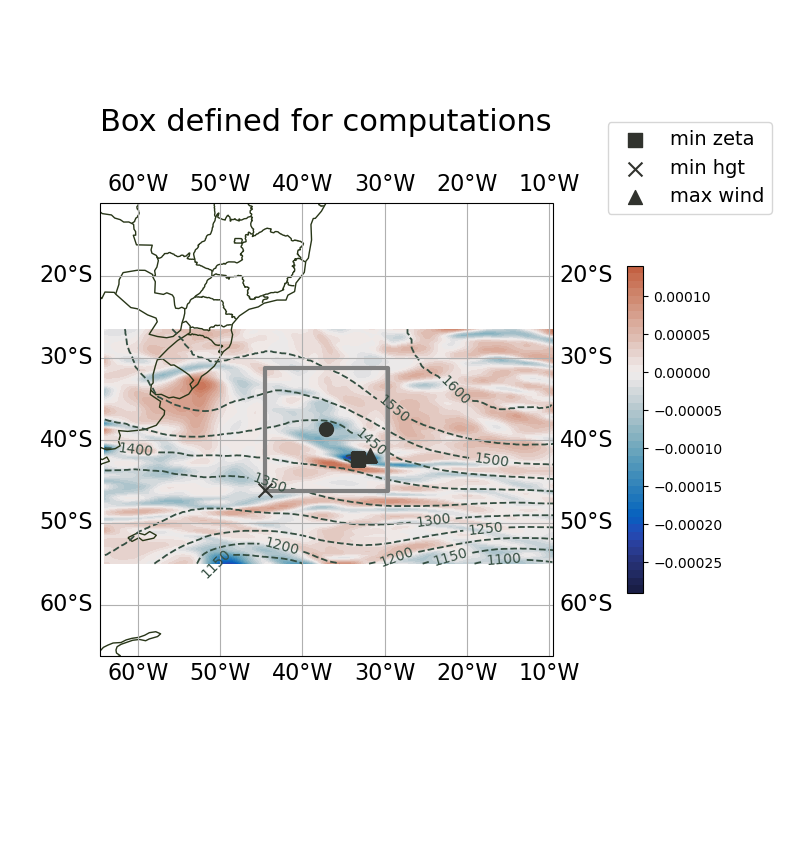 Box defined for computations
min zeta
min hgt
max wind
60°W 50°W 40°W 30°W 20°W 10°W
20°S 20°S
30°S 30°S
40°S 40°S
50°S 50°S
60°S 60°S
60°W 50°W 40°W 30°W 20°W 10°W
1600
1550
1450
1400
1500
1350
1300
1250
1200
1200
1150
1150
1100
0.00010
0.00005
0.00000
−0.00005
−0.00010
−0.00015
−0.00020
−0.00025